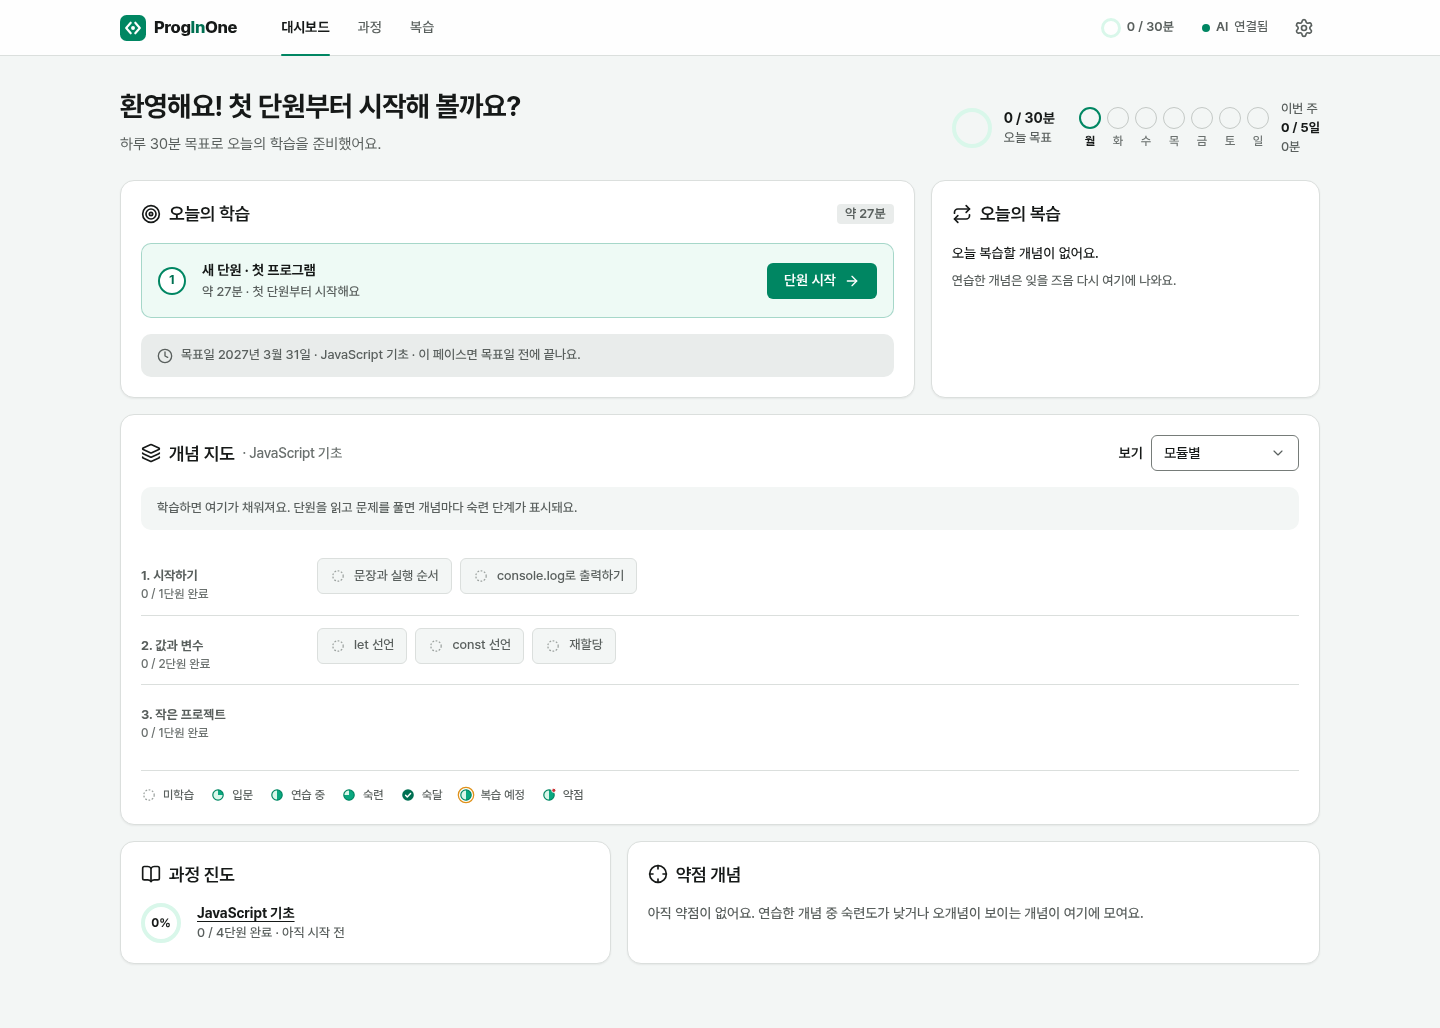 ProgInOne
대시보드
과정
복습
0 / 30분
AI 연결됨
환영해요! 첫 단원부터 시작해 볼까요?
하루 30분 목표로 오늘의 학습을 준비했어요.
0 / 30분
오늘 목표
월 화 수 목 금 토 일
이번 주
0 / 5일
0분
오늘의 학습
약 27분
1
새 단원 · 첫 프로그램
약 27분 · 첫 단원부터 시작해요
단원 시작
목표일 2027년 3월 31일 · JavaScript 기초 · 이 페이스면 목표일 전에 끝나요.
오늘의 복습
오늘 복습할 개념이 없어요.
연습한 개념은 잊을 즈음 다시 여기에 나와요.
개념 지도 · JavaScript 기초
보기
모듈별
학습하면 여기가 채워져요. 단원을 읽고 문제를 풀면 개념마다 숙련 단계가 표시돼요.
1. 시작하기
0 / 1단원 완료
문장과 실행 순서
console.log로 출력하기
2. 값과 변수
0 / 2단원 완료
let 선언
const 선언
재할당
3. 작은 프로젝트
0 / 1단원 완료
미학습
입문
연습 중
숙련
숙달
복습 예정
약점
과정 진도
0%
JavaScript 기초
0 / 4단원 완료 · 아직 시작 전
약점 개념
아직 약점이 없어요. 연습한 개념 중 숙련도가 낮거나 오개념이 보이는 개념이 여기에 모여요.